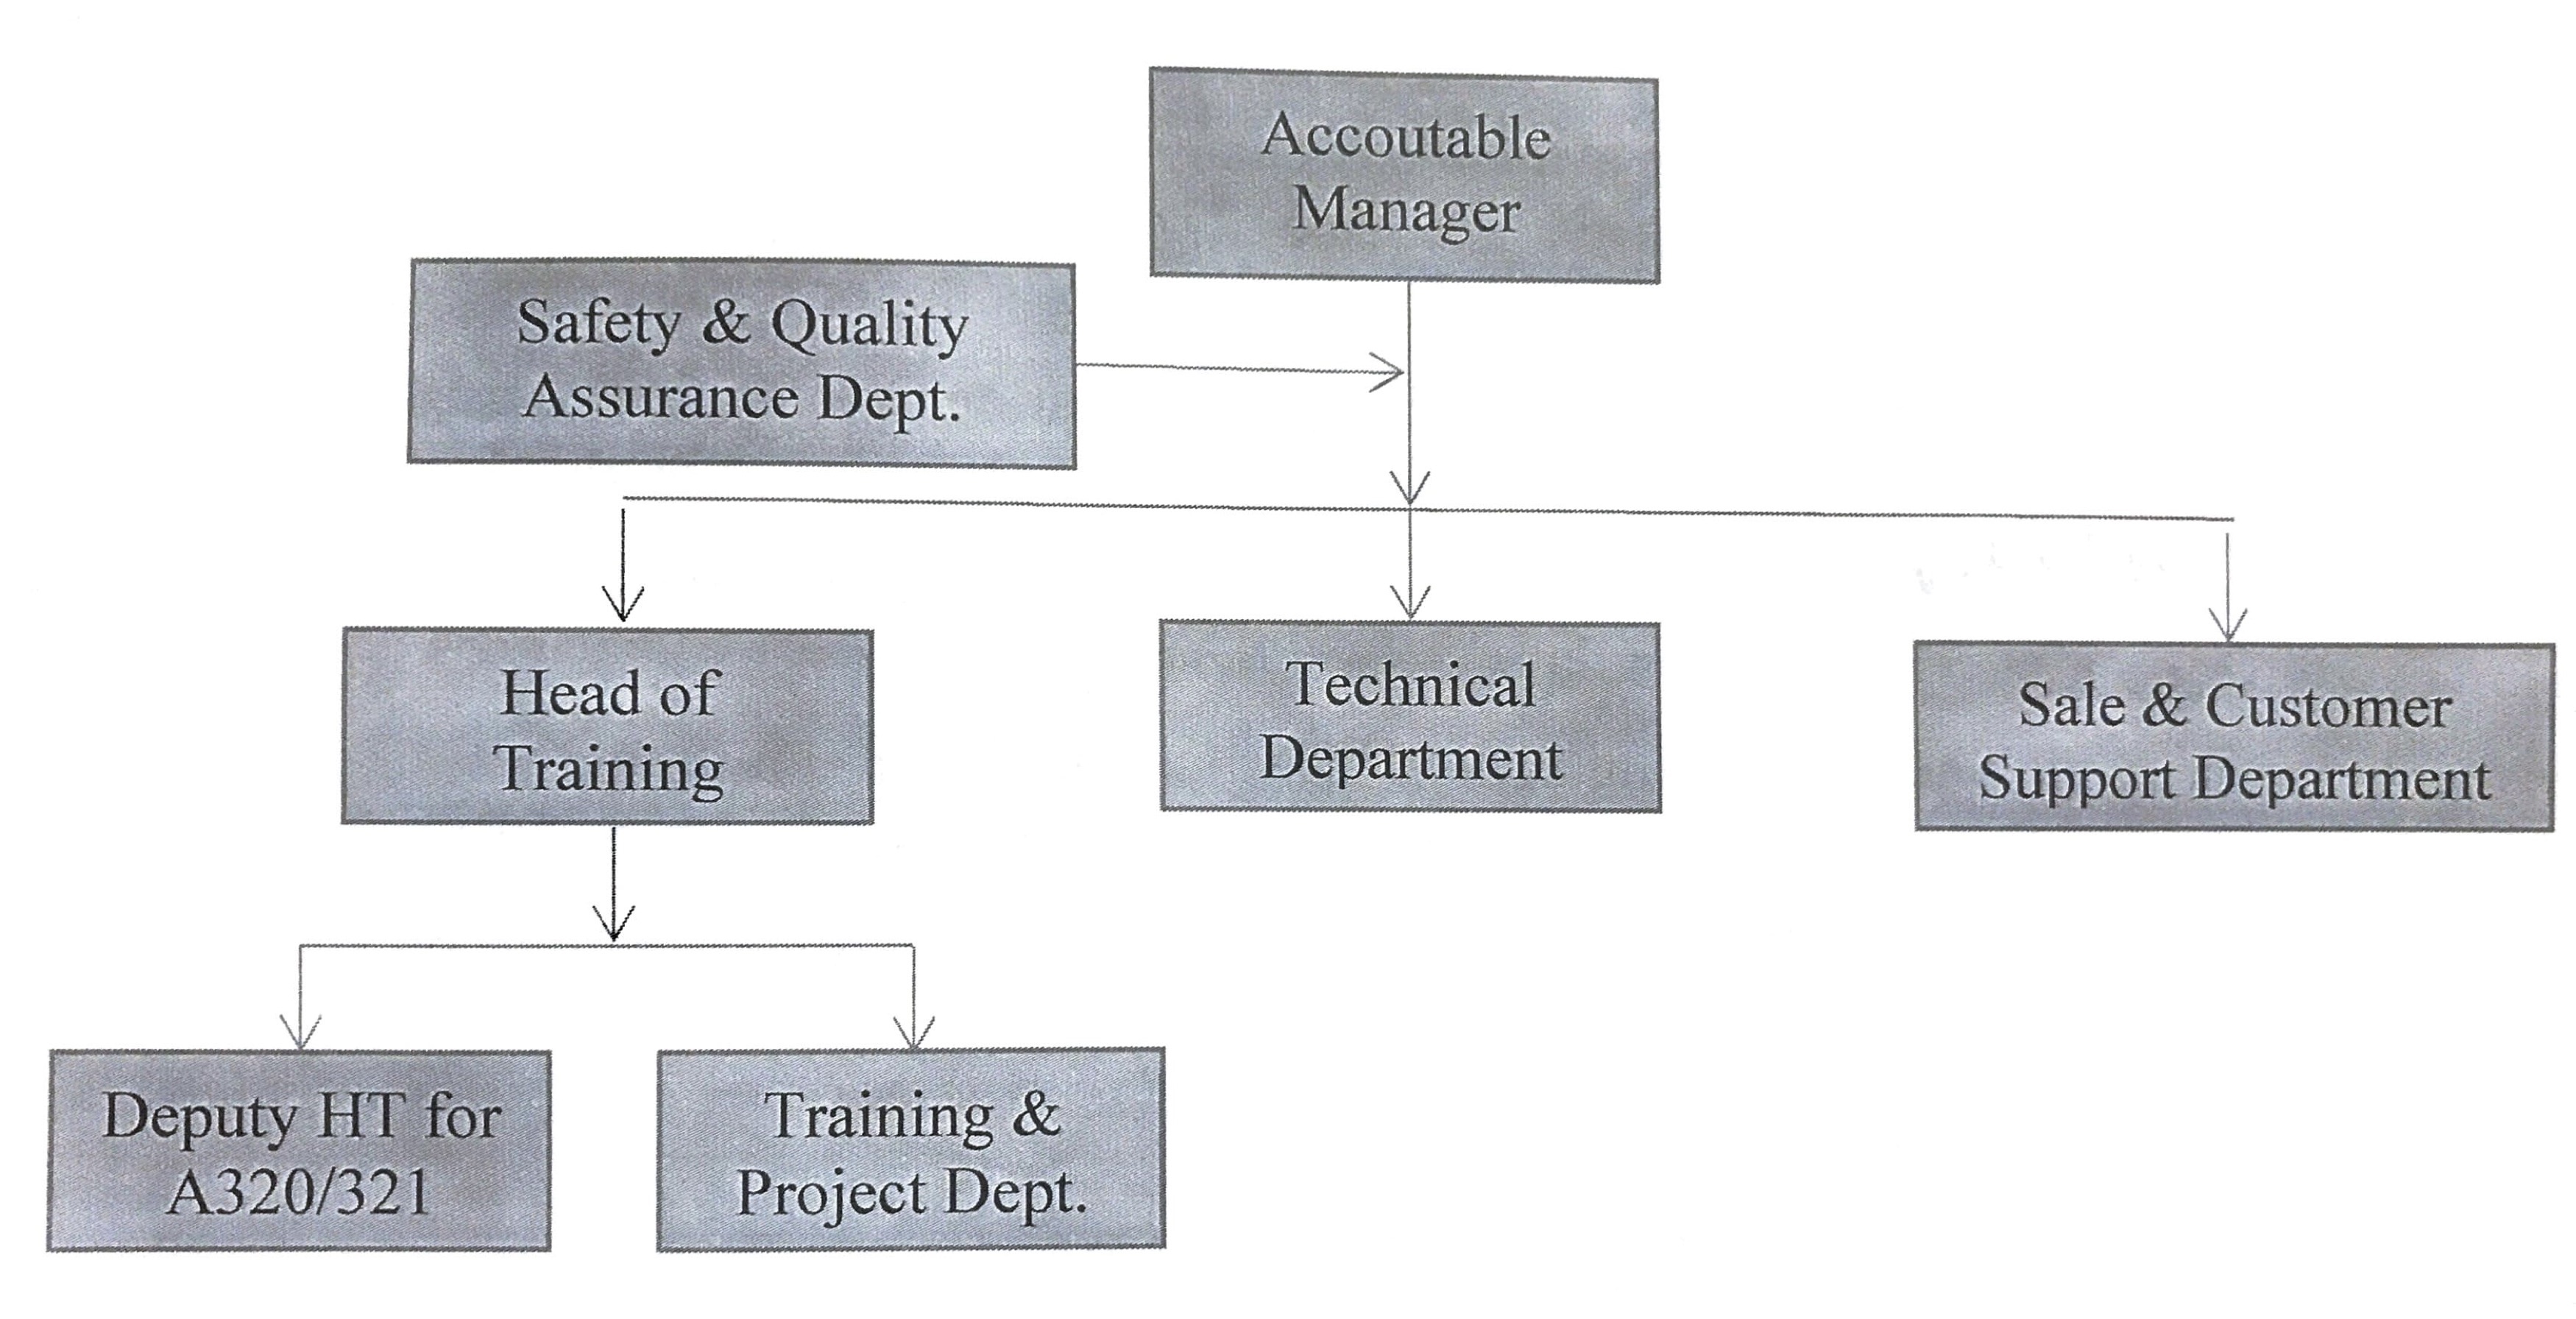 Accoutable
Manager
Safety & Quality
Assurance Dept.
Head of
Training
Technical
Department
Sale & Customer
Support Department
Deputy HT for
A320/321
Training &
Project Dept.